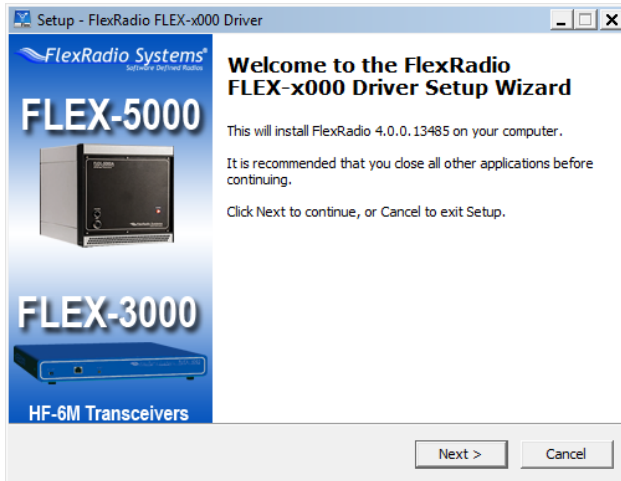 Setup - FlexRadio FLEX-x000 Driver
FlexRadio Systems®
Software Defined Radios
FLEX-5000
FLEX-3000
HF-6M Transceivers
Welcome to the FlexRadio
FLEX-x000 Driver Setup Wizard
This will install FlexRadio 4.0.0.13485 on your computer.
It is recommended that you close all other applications before
continuing.
Click Next to continue, or Cancel to exit Setup.
Next >
Cancel